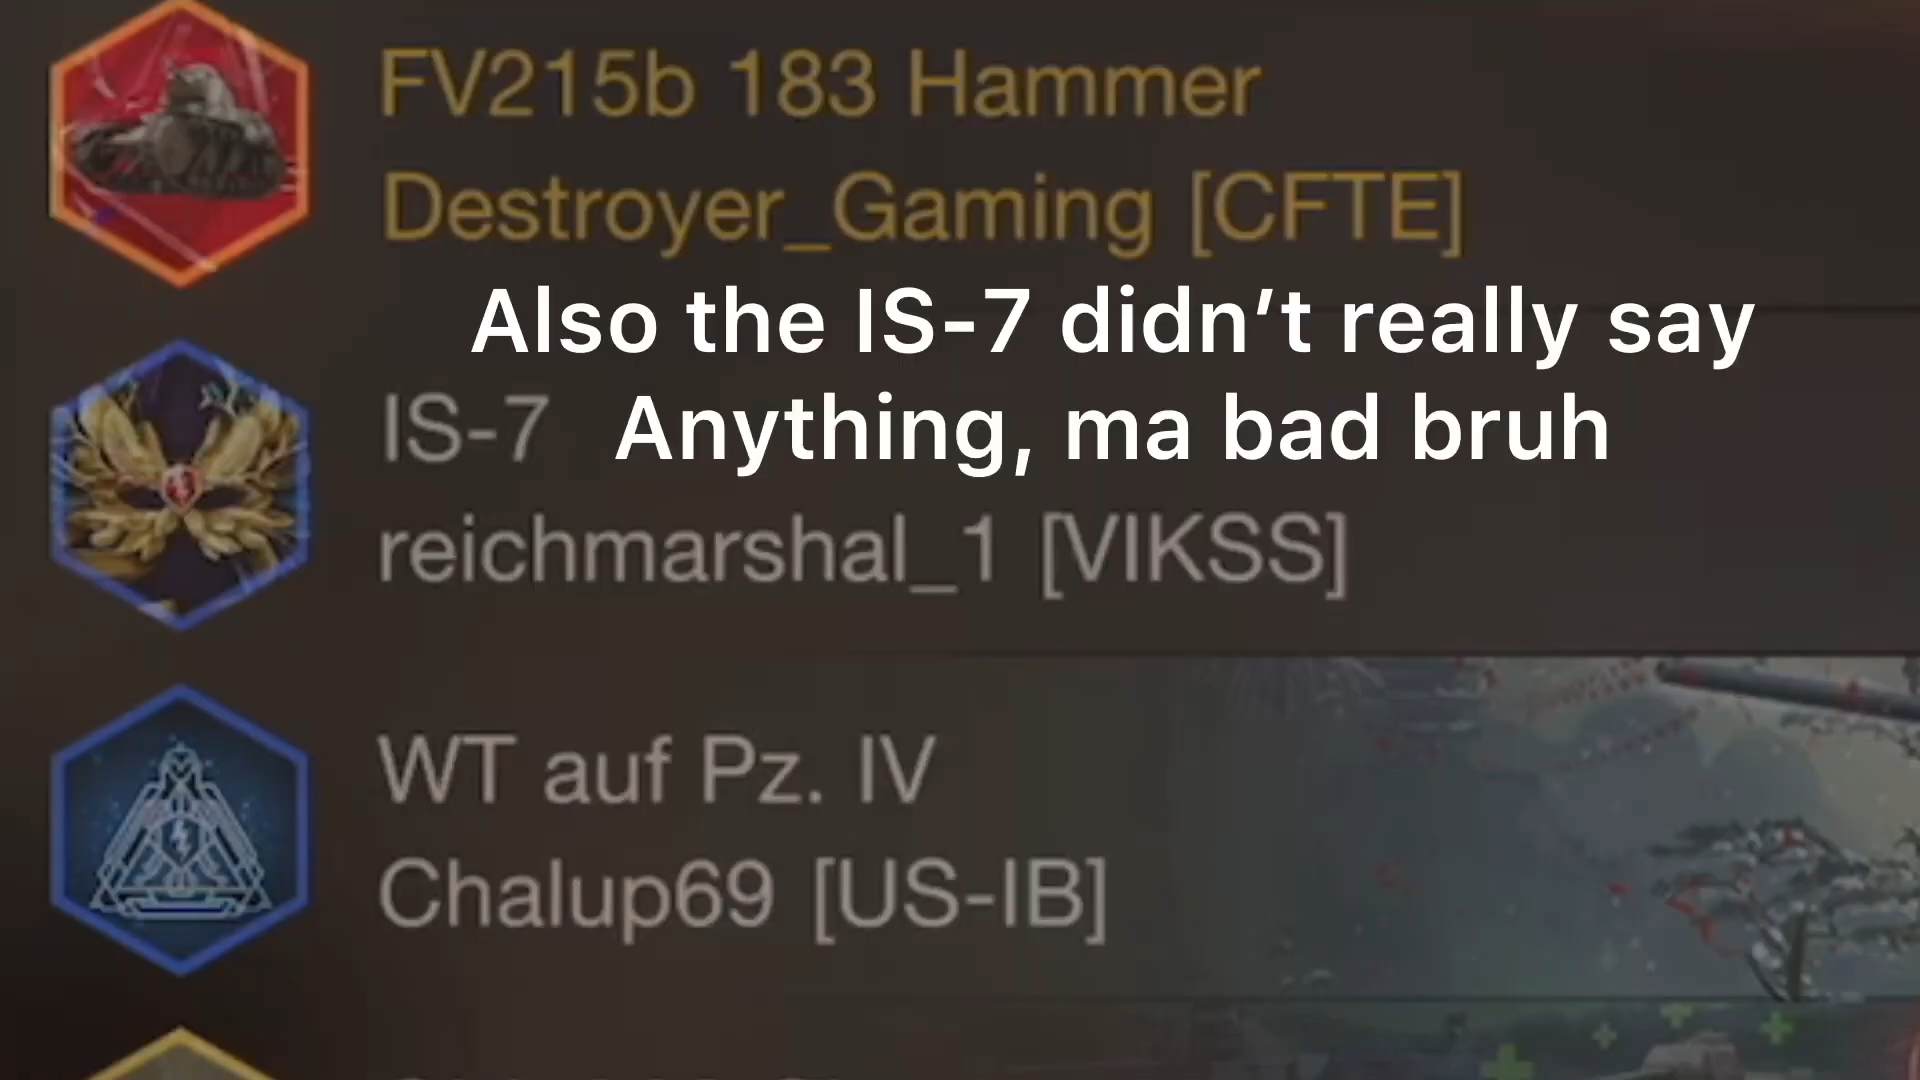 FV215b 183 Hammer
Destroyer_Gaming [CFTE]
Also the IS-7 didn’t really say
Anything, ma bad bruh
IS-7
reichmarshal_1 [VIKSS]
WT auf Pz. IV
Chalup69 [US-IB]